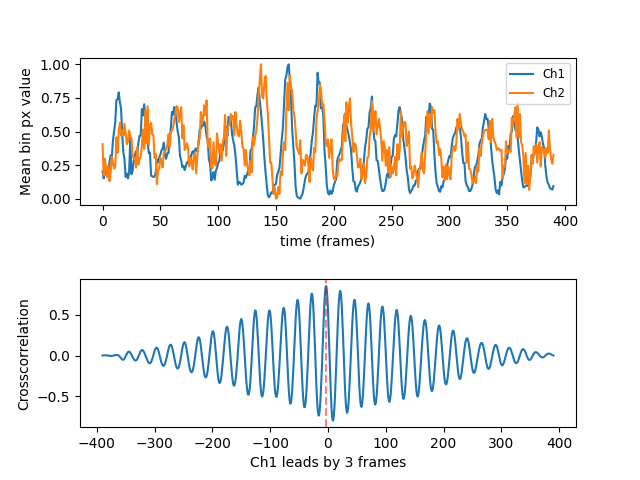 1.00
0.75
0.50
0.25
0.00
Mean bin px value
Ch1
Ch2
0 50 100 150 200 250 300 350 400
time (frames)
0.5
0.0
−0.5
Crosscorrelation
−400 −300 −200 −100 0 100 200 300 400
Ch1 leads by 3 frames